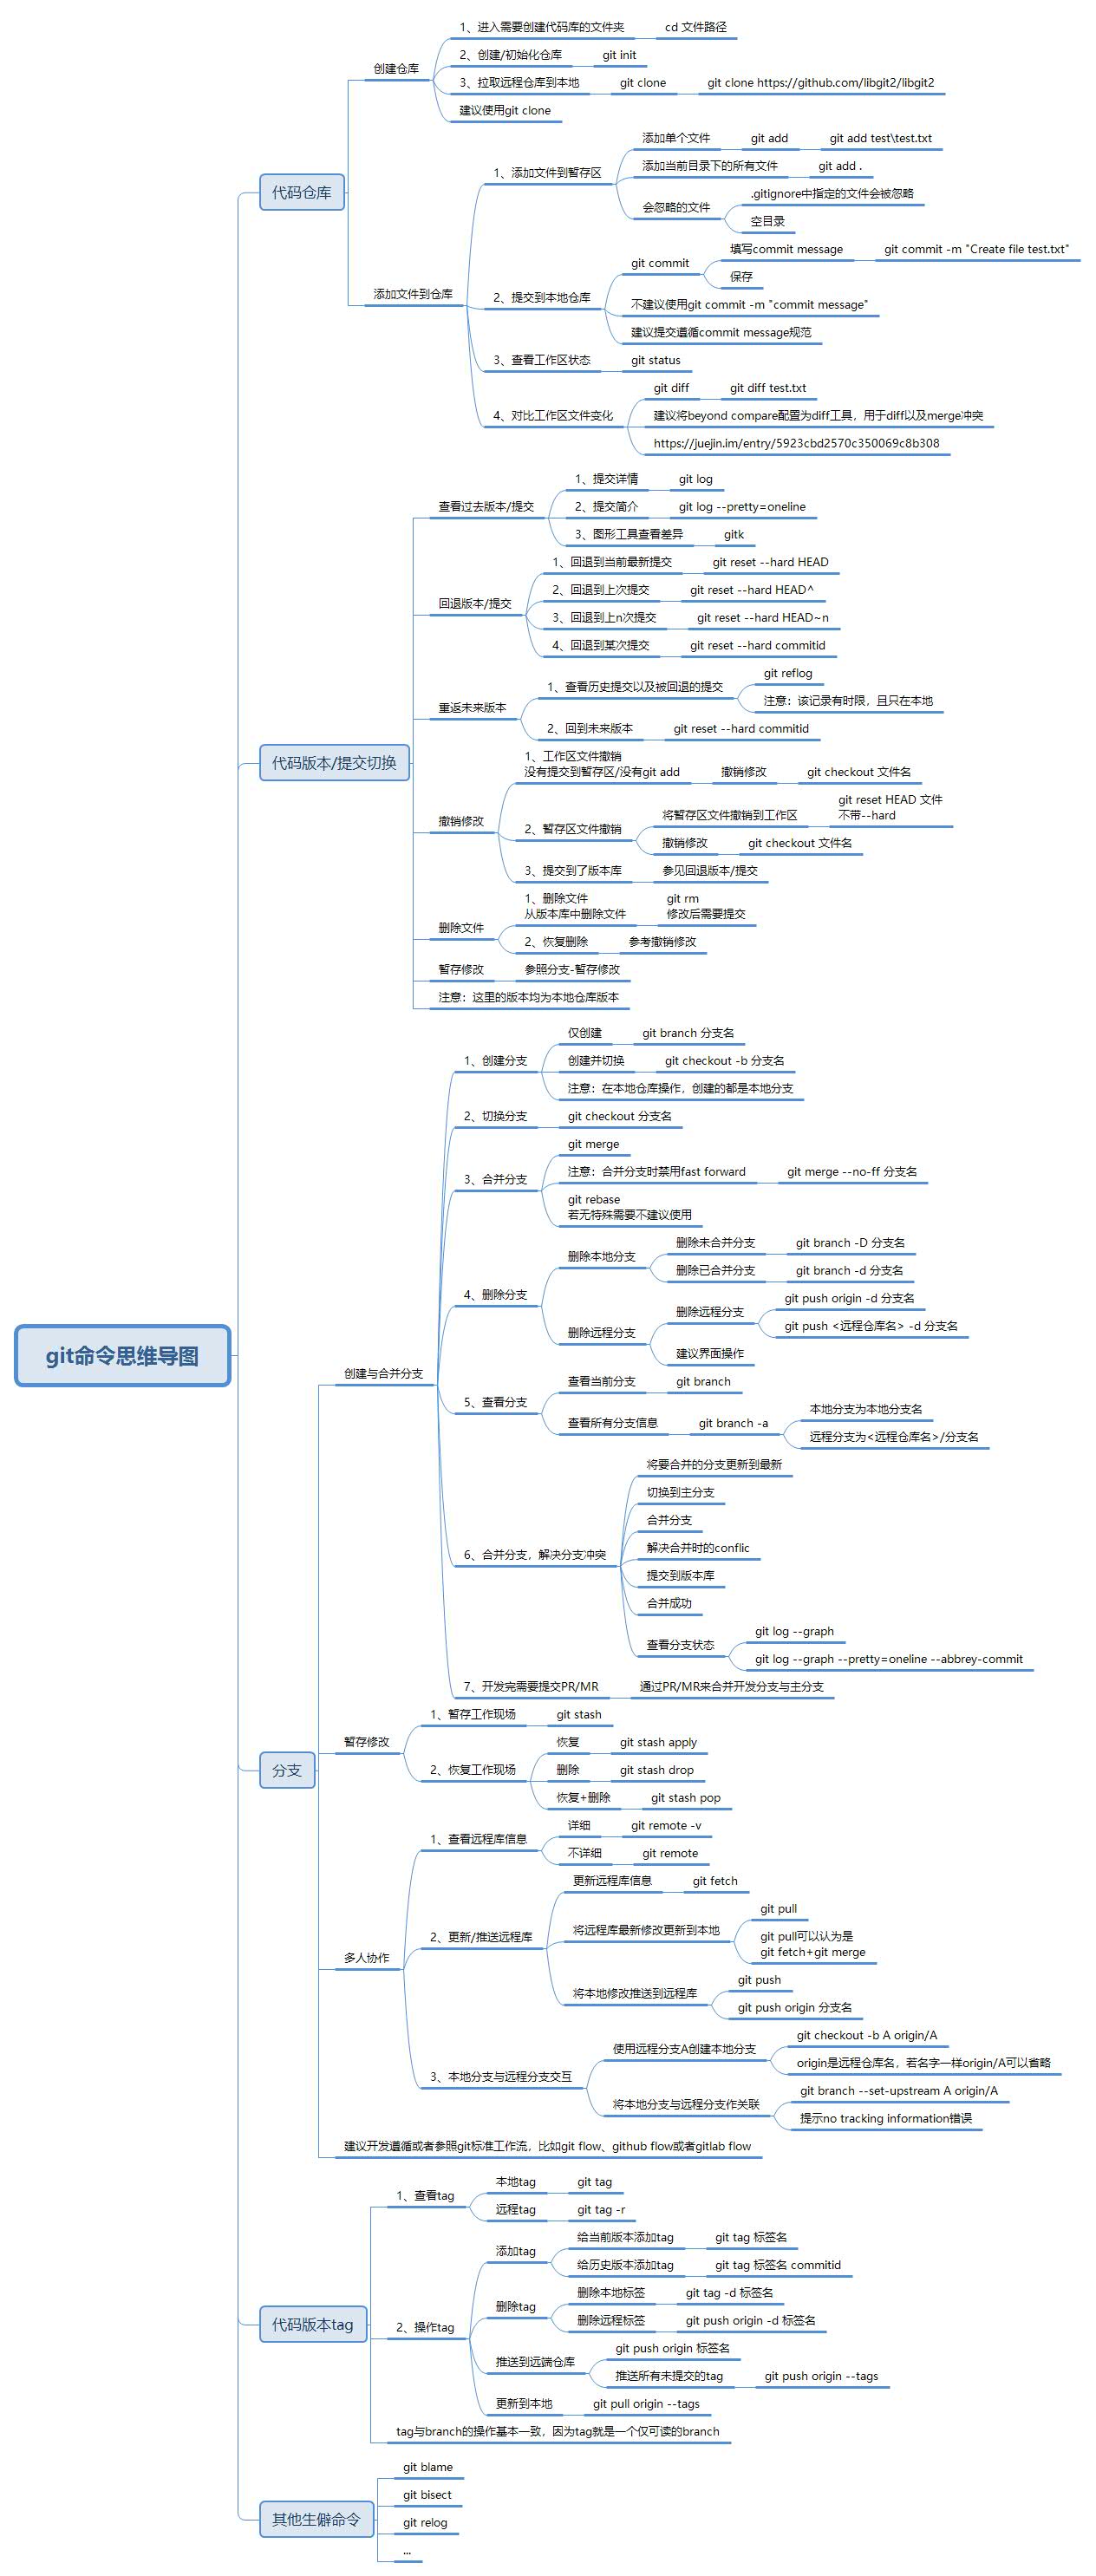 git命令思维导图
代码仓库
创建仓库
1、进入需要创建代码库的文件夹
cd 文件路径
2、创建/初始化仓库
git init
3、拉取远程仓库到本地
git clone
git clone https://github.com/libgit2/libgit2
建议使用git clone
添加文件到仓库
1、添加文件到暂存区
添加单个文件
git add
git add test\test.txt
添加当前目录下的所有文件
git add .
会忽略的文件
.gitignore中指定的文件会被忽略
空目录
2、提交到本地仓库
git commit
填写commit message
git commit -m "Create file test.txt"
保存
不建议使用git commit -m "commit message"
建议提交遵循commit message规范
3、查看工作区状态
git status
4、对比工作区文件变化
git diff
git diff test.txt
建议将beyond compare配置为diff工具，用于diff以及merge冲突
https://juejin.im/entry/5923cbd2570c350069c8b308
代码版本/提交切换
查看过去版本/提交
1、提交详情
git log
2、提交简介
git log --pretty=oneline
3、图形工具查看差异
gitk
回退版本/提交
1、回退到当前最新提交
git reset --hard HEAD
2、回退到上次提交
git reset --hard HEAD^
3、回退到上n次提交
git reset --hard HEAD~n
4、回退到某次提交
git reset --hard commitid
重返未来版本
1、查看历史提交以及被回退的提交
git reflog
注意：该记录有时限，且只在本地
2、回到未来版本
git reset --hard commitid
撤销修改
1、工作区文件撤销
没有提交到暂存区/没有git add
撤销修改
git checkout 文件名
2、暂存区文件撤销
将暂存区文件撤销到工作区
git reset HEAD 文件
不带--hard
撤销修改
git checkout 文件名
3、提交到了版本库
参见回退版本/提交
删除文件
1、删除文件
从版本库中删除文件
git rm
修改后需要提交
2、恢复删除
参考撤销修改
暂存修改
参照分支-暂存修改
注意：这里的版本均为本地仓库版本
分支
创建与合并分支
1、创建分支
仅创建
git branch 分支名
创建并切换
git checkout -b 分支名
注意：在本地仓库操作，创建的都是本地分支
2、切换分支
git checkout 分支名
3、合并分支
git merge
注意：合并分支时禁用fast forward
git merge --no-ff 分支名
git rebase
若无特殊需要不建议使用
4、删除分支
删除本地分支
删除未合并分支
git branch -D 分支名
删除已合并分支
git branch -d 分支名
删除远程分支
删除远程分支
git push origin -d 分支名
git push <远程仓库名> -d 分支名
建议界面操作
5、查看分支
查看当前分支
git branch
查看所有分支信息
git branch -a
本地分支为本地分支名
远程分支为<远程仓库名>/分支名
6、合并分支，解决分支冲突
将要合并的分支更新到最新
切换到主分支
合并分支
解决合并时的conflic
提交到版本库
合并成功
查看分支状态
git log --graph
git log --graph --pretty=oneline --abbrey-commit
7、开发完需要提交PR/MR
通过PR/MR来合并开发分支与主分支
暂存修改
1、暂存工作现场
git stash
2、恢复工作现场
恢复
git stash apply
删除
git stash drop
恢复+删除
git stash pop
多人协作
1、查看远程库信息
详细
git remote -v
不详细
git remote
2、更新/推送远程库
更新远程库信息
git fetch
将远程库最新修改更新到本地
git pull
git pull可以认为是
git fetch+git merge
将本地修改推送到远程库
git push
git push origin 分支名
3、本地分支与远程分支交互
使用远程分支A创建本地分支
git checkout -b A origin/A
origin是远程仓库名，若名字一样origin/A可以省略
将本地分支与远程分支作关联
git branch --set-upstream A origin/A
提示no tracking information错误
建议开发遵循或者参照git标准工作流，比如git flow、github flow或者gitlab flow
代码版本tag
1、查看tag
本地tag
git tag
远程tag
git tag -r
2、操作tag
添加tag
给当前版本添加tag
git tag 标签名
给历史版本添加tag
git tag 标签名 commitid
删除tag
删除本地标签
git tag -d 标签名
删除远程标签
git push origin -d 标签名
推送到远端仓库
git push origin 标签名
推送所有未提交的tag
git push origin --tags
更新到本地
git pull origin --tags
tag与branch的操作基本一致，因为tag就是一个仅可读的branch
其他生僻命令
git blame
git bisect
git relog
...